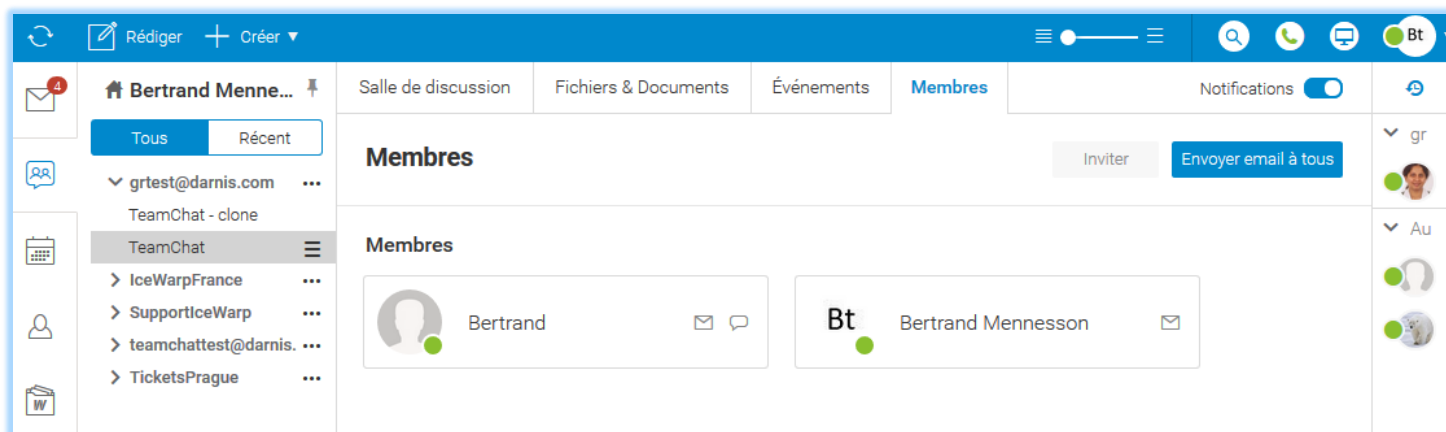 Rédiger Créer ▼ Bt
4 Bertrand Menne... Salle de discussion Fichiers & Documents Événements Membres Notifications
Tous Récent
gr
Membres Inviter Envoyer email à tous
grtest@darnis.com ...
TeamChat - clone
TeamChat
Membres
Au
IceWarpFrance ...
SupportIceWarp ...
teamchattest@darnis. ...
TicketsPrague ...
Bertrand
Bt Bertrand Mennesson
W